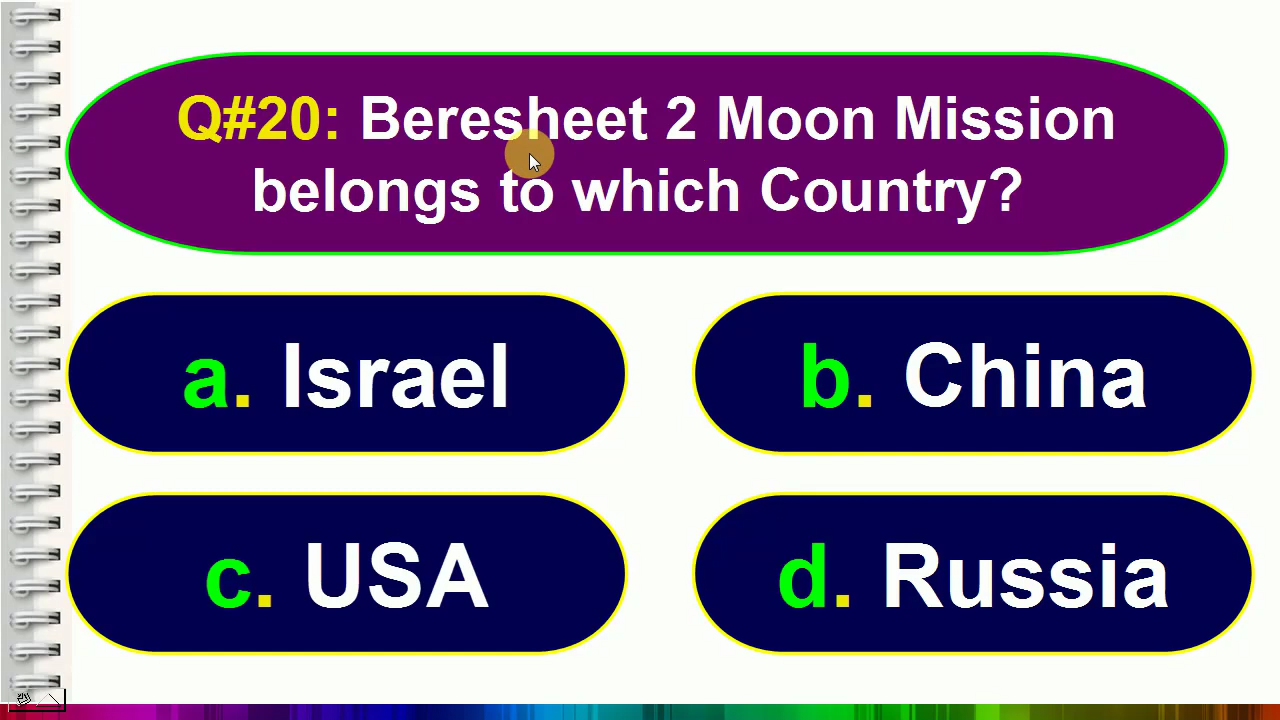 Q#20: Beresheet 2 Moon Mission
belongs to which Country?
a. Israel
b. China
c. USA
d. Russia